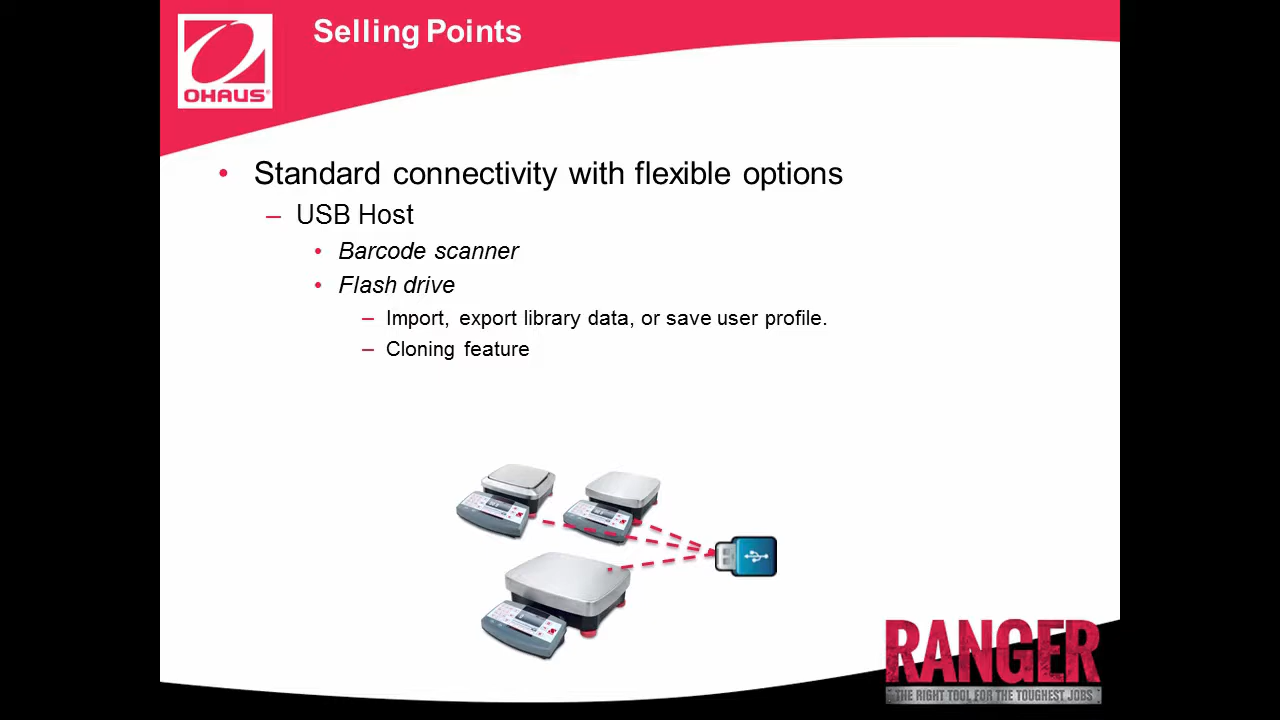 Selling Points
OHAUS®
• Standard connectivity with flexible options
– USB Host
• Barcode scanner
• Flash drive
– Import, export library data, or save user profile.
– Cloning feature
RANGER
THE RIGHT TOOL FOR THE TOUGHEST JOBS